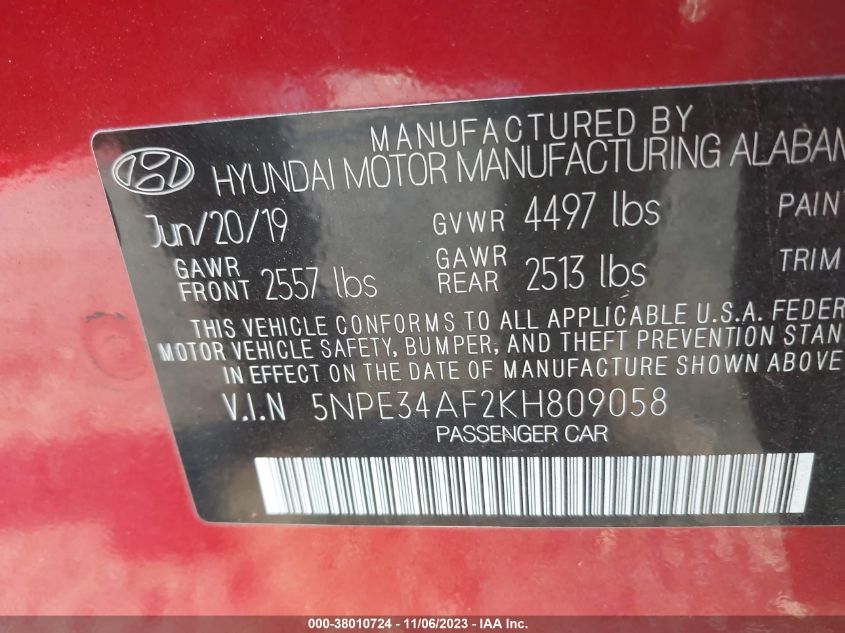 MANUFACTURED BY
HYUNDAI MOTOR MANUFACTURING ALABAM
Jun/20/19 GVWR 4497 lbs PAINT
GAWR FRONT 2557 lbs GAWR REAR 2513 lbs TRIM
THIS VEHICLE CONFORMS TO ALL APPLICABLE U.S.A. FEDER
MOTOR VEHICLE SAFETY, BUMPER, AND THEFT PREVENTION STAN
IN EFFECT ON THE DATE OF MANUFACTURE SHOWN ABOVE
V.I.N 5NPE34AF2KH809058
PASSENGER CAR
000-38010724 - 11/06/2023 - IAA Inc.